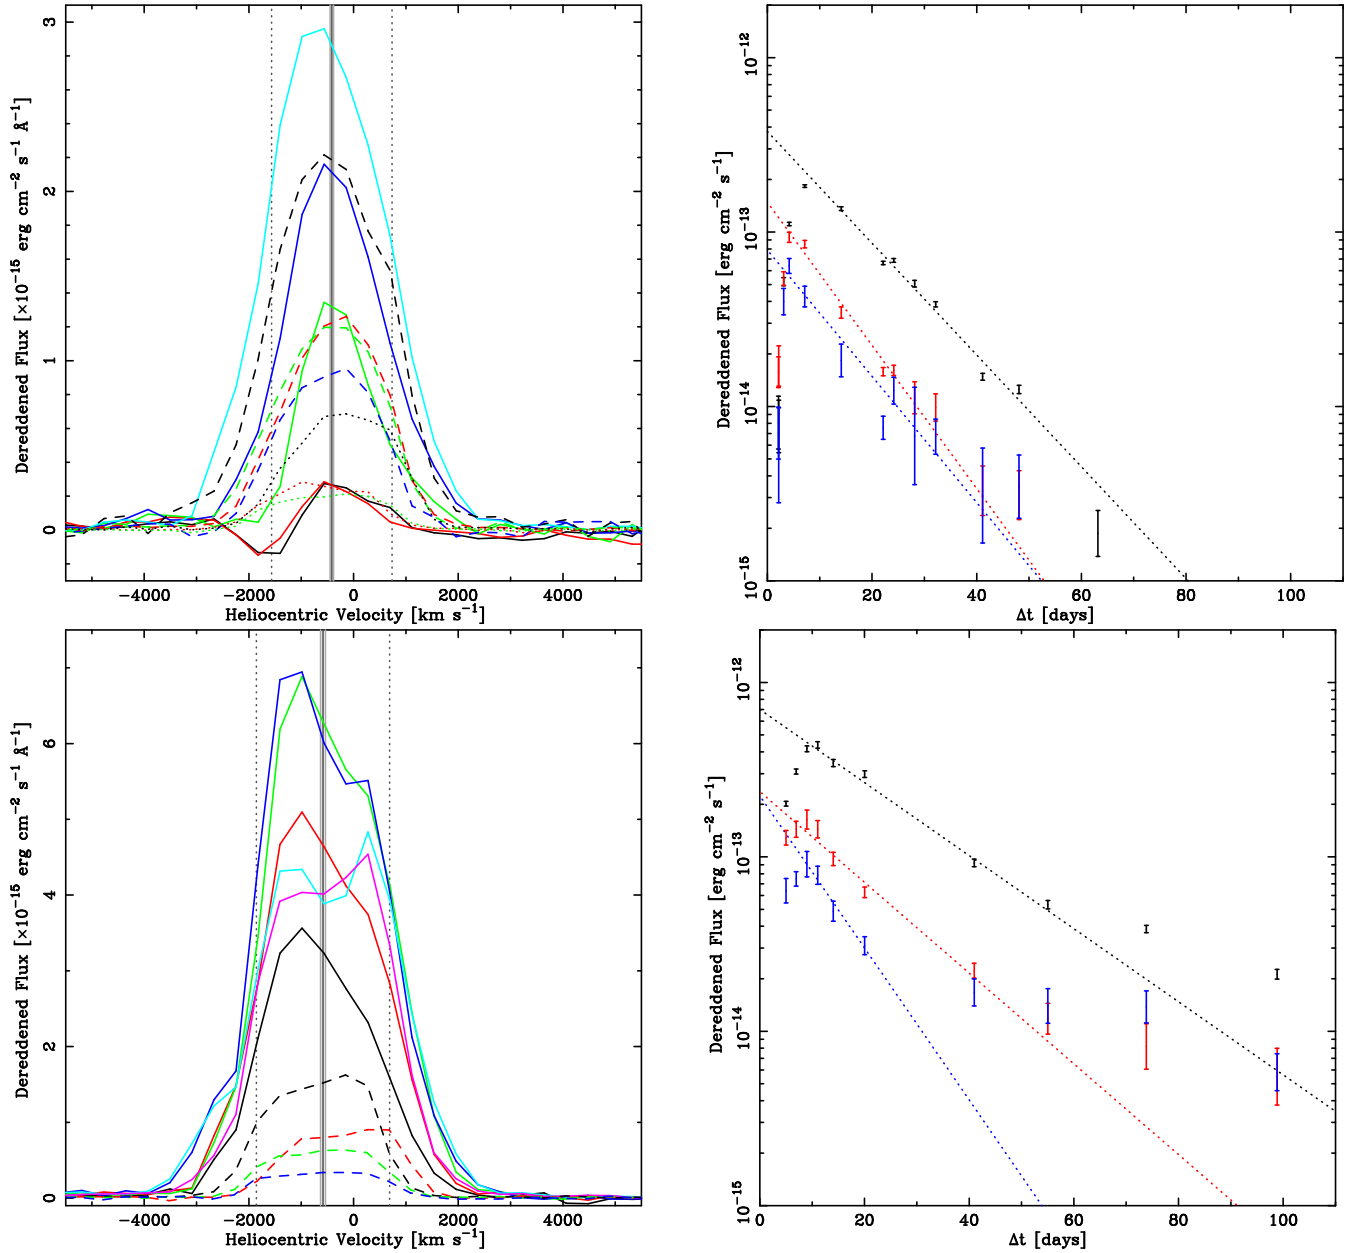 3
2
1
0
Dereddened Flux [×10⁻¹⁵ erg cm⁻² s⁻¹ Å⁻¹]
−4000 −2000 0 2000 4000
Heliocentric Velocity [km s⁻¹]
10⁻¹²
10⁻¹³
10⁻¹⁴
10⁻¹⁵
Dereddened Flux [erg cm⁻² s⁻¹]
0 20 40 60 80 100
Δt [days]
6
4
2
0
Dereddened Flux [×10⁻¹⁵ erg cm⁻² s⁻¹ Å⁻¹]
−4000 −2000 0 2000 4000
Heliocentric Velocity [km s⁻¹]
10⁻¹²
10⁻¹³
10⁻¹⁴
10⁻¹⁵
Dereddened Flux [erg cm⁻² s⁻¹]
0 20 40 60 80 100
Δt [days]